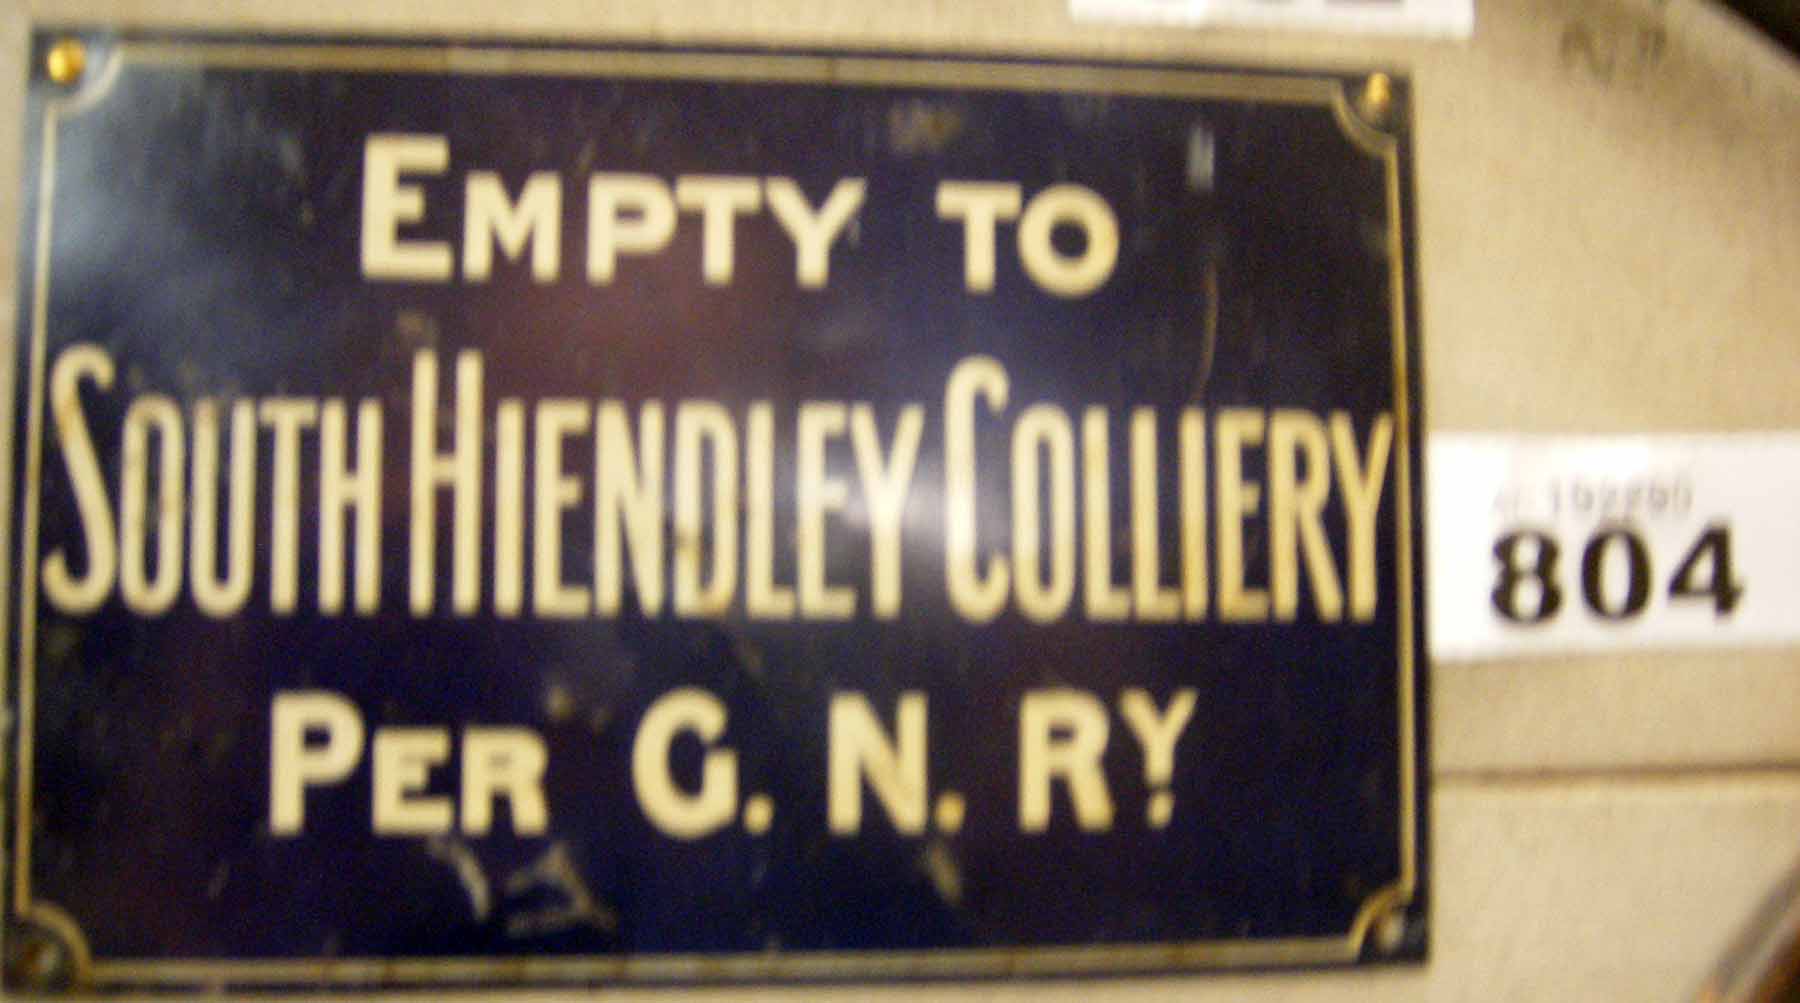 EMPTY TO
SOUTH HIENDLEY COLLIERY
PER G. N. RY.
804